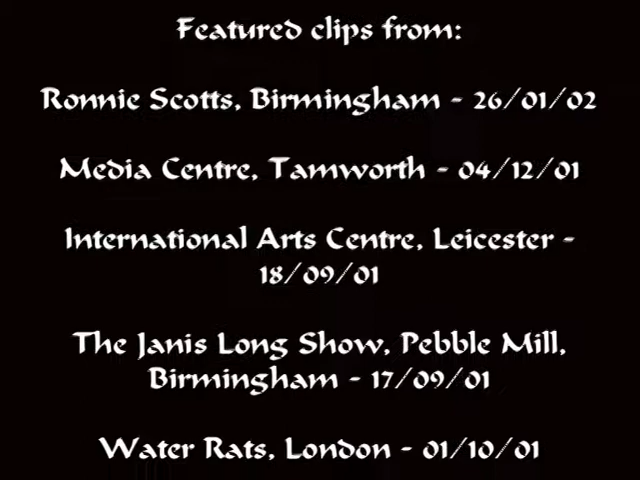 Featured clips from:
Ronnie Scotts, Birmingham - 26/01/02
Media Centre, Tamworth - 04/12/01
International Arts Centre, Leicester -
18/09/01
The Janis Long Show, Pebble Mill,
Birmingham - 17/09/01
Water Rats, London - 01/10/01